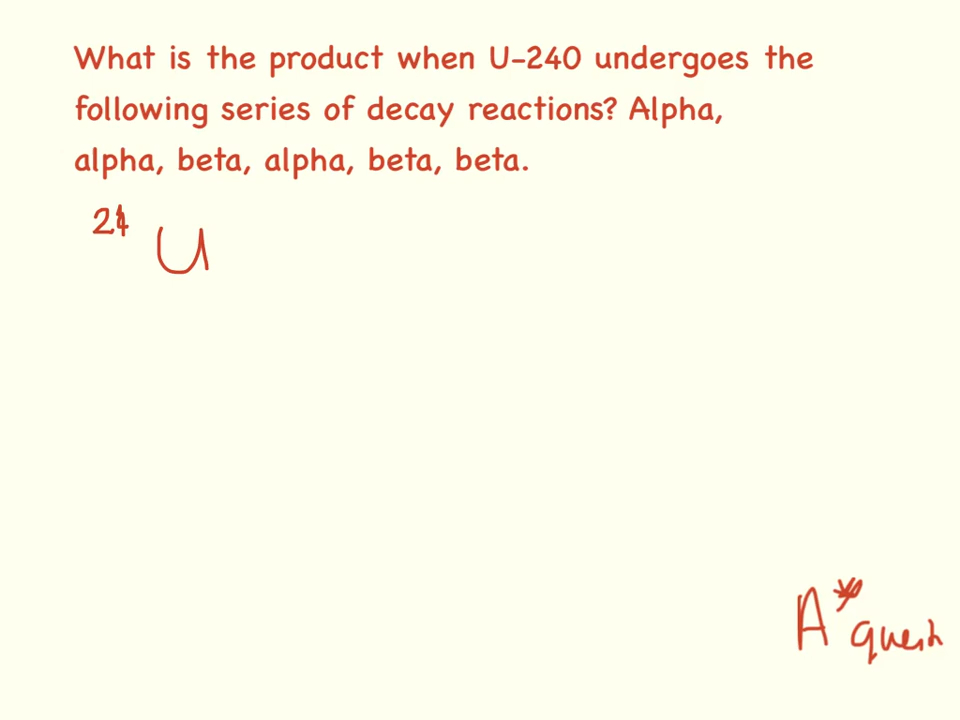 What is the product when U-240 undergoes the
following series of decay reactions? Alpha,
alpha, beta, alpha, beta, beta.
24
U
A*